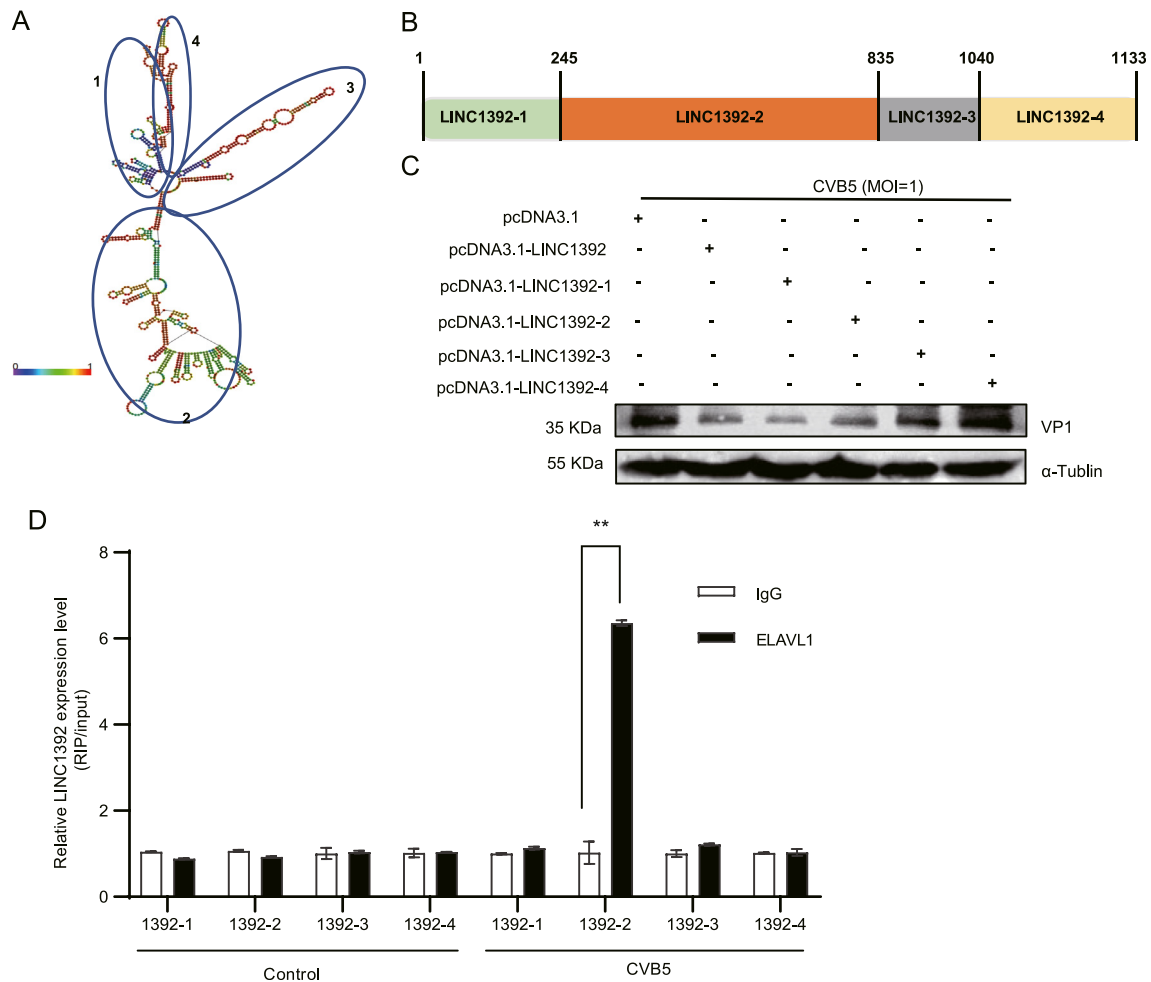 A
4
1
3
0 1
2
B
1 245 835 1040 1133
LINC1392-1 LINC1392-2 LINC1392-3 LINC1392-4
C
CVB5 (MOI=1)
pcDNA3.1 + - - - - -
pcDNA3.1-LINC1392 - + - - - -
pcDNA3.1-LINC1392-1 - - + - - -
pcDNA3.1-LINC1392-2 - - - + - -
pcDNA3.1-LINC1392-3 - - - - + -
pcDNA3.1-LINC1392-4 - - - - - +
35 KDa VP1
55 KDa α-Tublin
D
**
8
6
4
2
0
Relative LINC1392 expression level
(RIP/input)
IgG
ELAVL1
1392-1 1392-2 1392-3 1392-4 1392-1 1392-2 1392-3 1392-4
Control CVB5